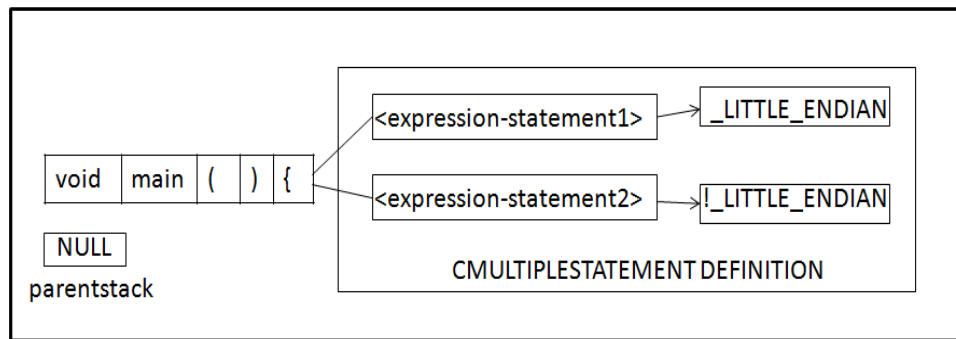 <expression-statement1>
_LITTLE_ENDIAN
void main ( ) {
<expression-statement2>
!_LITTLE_ENDIAN
NULL
parentstack
CMULTIPLESTATEMENT DEFINITION